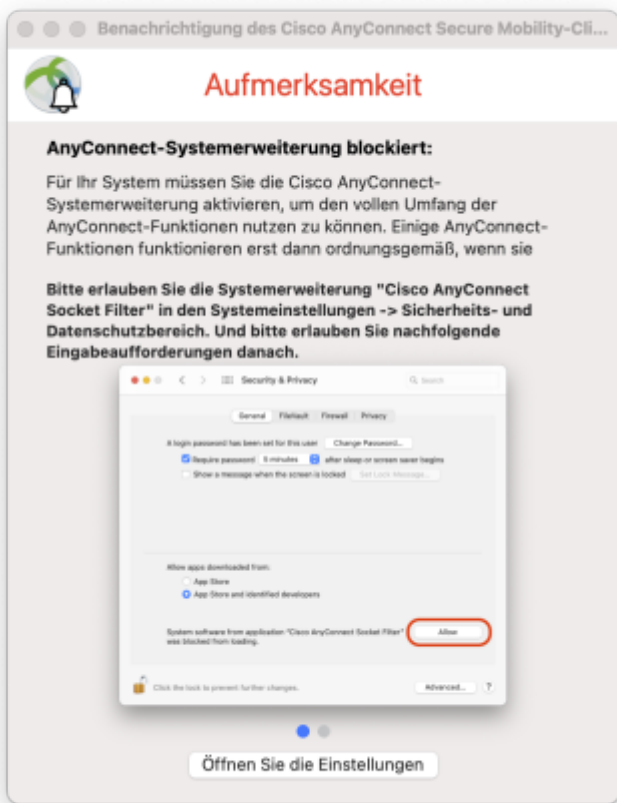 Benachrichtigung des Cisco AnyConnect Secure Mobility-Cli...
Aufmerksamkeit
AnyConnect-Systemerweiterung blockiert:
Für Ihr System müssen Sie die Cisco AnyConnect-
Systemerweiterung aktivieren, um den vollen Umfang der
AnyConnect-Funktionen nutzen zu können. Einige AnyConnect-
Funktionen funktionieren erst dann ordnungsgemäß, wenn sie
Bitte erlauben Sie die Systemerweiterung "Cisco AnyConnect
Socket Filter" in den Systemeinstellungen -> Sicherheits- und
Datenschutzbereich. Und bitte erlauben Sie nachfolgende
Eingabeaufforderungen danach.
Security & Privacy
Search
General FileVault Firewall Privacy
A login password has been set for this user Change Password...
Require password 5 minutes after sleep or screen saver begins
Show a message when the screen is locked Set Lock Message...
Allow apps downloaded from:
App Store
App Store and identified developers
System software from application "Cisco AnyConnect Socket Filter" Allow
was blocked from loading.
Click the lock to prevent further changes. Advanced... ?
Öffnen Sie die Einstellungen